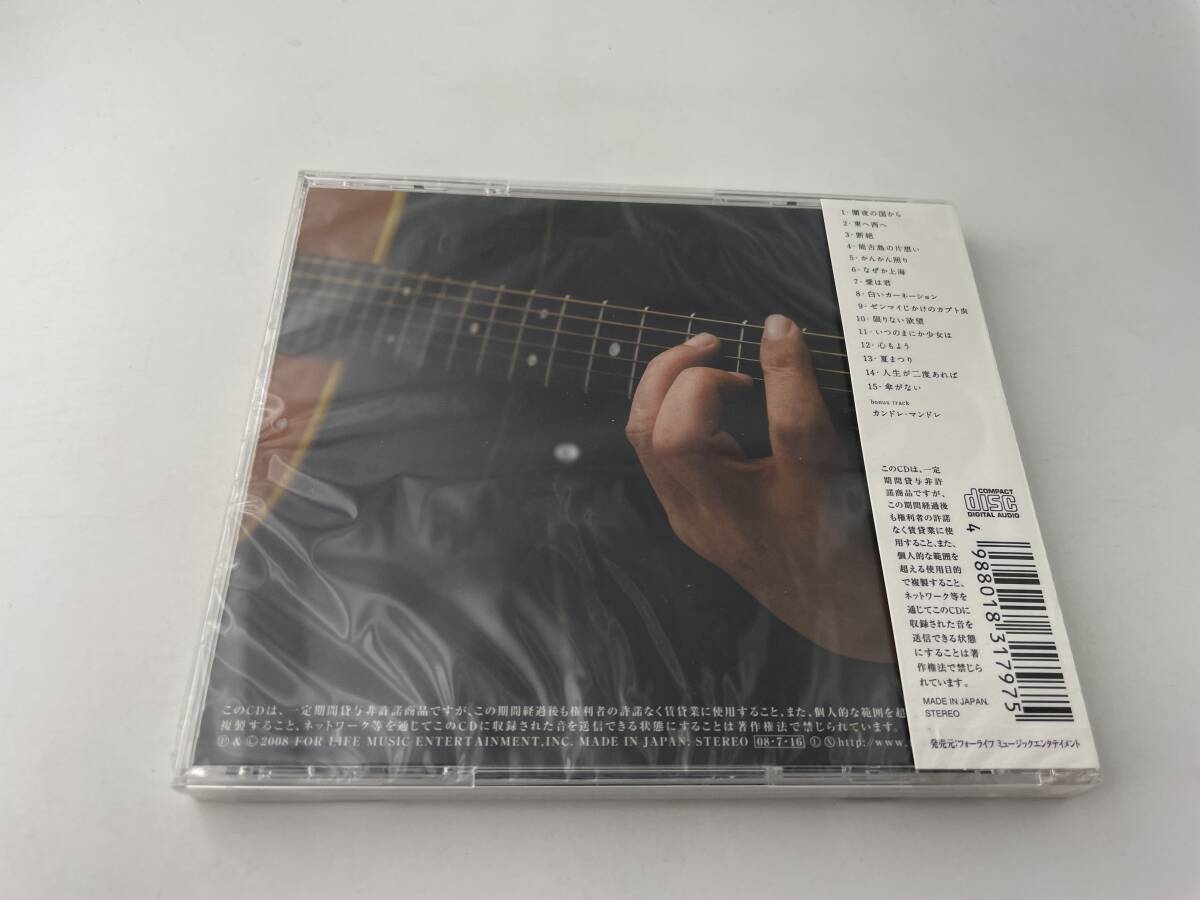 1・闇夜の国から
2・東へ西へ
3・断絶
4・能古島の片想い
5・かんかん照り
6・なぜか上海
7・愛は君
8・白いカーネーション
9・ゼンマイじかけのカブト虫
10・限りない欲望
11・いつのまにか少女は
12・心もよう
13・夏まつり
14・人生が二度あれば
15・傘がない
bonus track
カンドレ・マンドレ
このCDは、一定
期間貸与非許
諾商品ですが、
この期間経過後
も権利者の許諾
なく賃貸業に使
用すること、また、
個人的な範囲を
超える使用目的
で複製すること、
ネットワーク等を
通じてこのCDに
収録された音を
送信できる状態
にすることは著
作権法で禁じら
れています。
COMPACT
disc
DIGITAL AUDIO
4 988018 317975
MADE IN JAPAN.
STEREO
発売元:フォーライフ ミュージックエンタテイメント
このCDは、一定期間貸与非許諾商品ですが、この期間経過後も権利者の許諾なく賃貸業に使用すること、また、個人的な範囲を超
複製すること、ネットワーク等を通じてこのCDに収録された音を送信できる状態にすることは著作権法で禁じられています。
Ⓟ & © 2008 FOR LIFE MUSIC ENTERTAINMENT,INC. MADE IN JAPAN. STEREO 08・7・16 Ⓛ Ⓧ http://www.